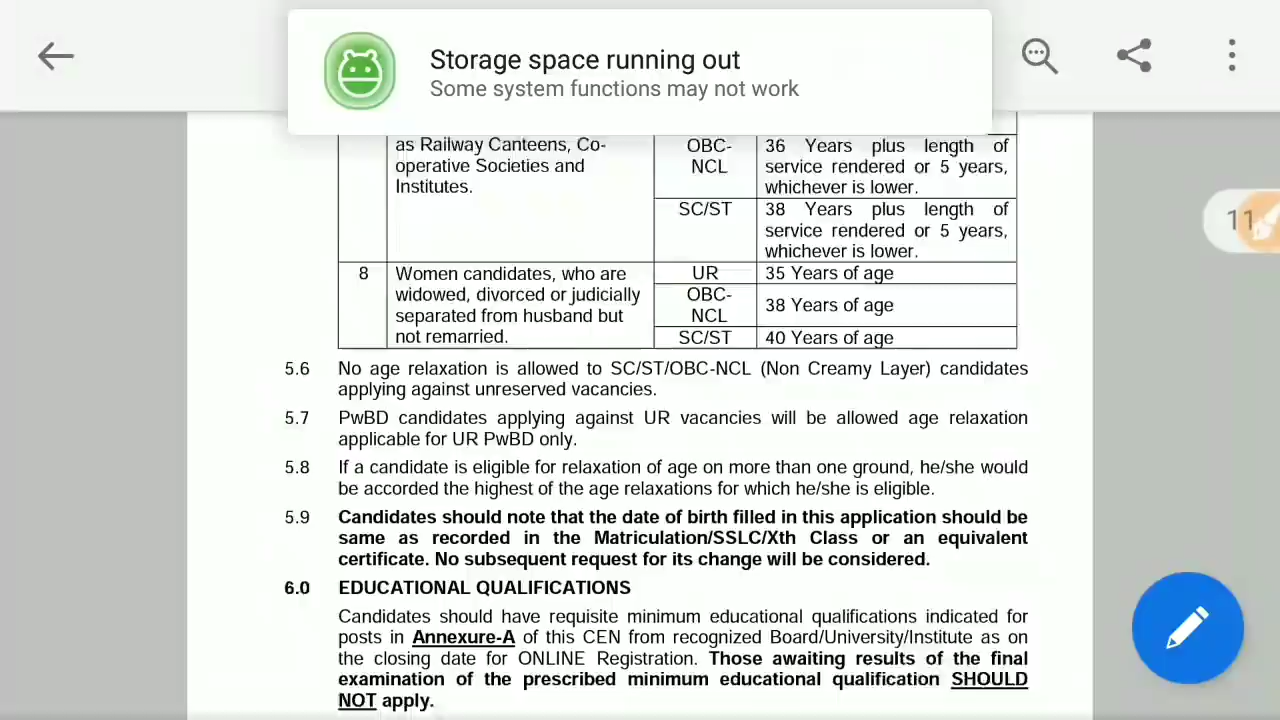 Storage space running out
Some system functions may not work
11
as Railway Canteens, Co-
operative Societies and
Institutes.
OBC-
NCL
36 Years plus length of
service rendered or 5 years,
whichever is lower.
SC/ST
38 Years plus length of
service rendered or 5 years,
whichever is lower.
8
Women candidates, who are
widowed, divorced or judicially
separated from husband but
not remarried.
UR
35 Years of age
OBC-
NCL
38 Years of age
SC/ST
40 Years of age
5.6 No age relaxation is allowed to SC/ST/OBC-NCL (Non Creamy Layer) candidates
applying against unreserved vacancies.
5.7 PwBD candidates applying against UR vacancies will be allowed age relaxation
applicable for UR PwBD only.
5.8 If a candidate is eligible for relaxation of age on more than one ground, he/she would
be accorded the highest of the age relaxations for which he/she is eligible.
5.9 Candidates should note that the date of birth filled in this application should be
same as recorded in the Matriculation/SSLC/Xth Class or an equivalent
certificate. No subsequent request for its change will be considered.
6.0 EDUCATIONAL QUALIFICATIONS
Candidates should have requisite minimum educational qualifications indicated for
posts in Annexure-A of this CEN from recognized Board/University/Institute as on
the closing date for ONLINE Registration. Those awaiting results of the final
examination of the prescribed minimum educational qualification SHOULD
NOT apply.